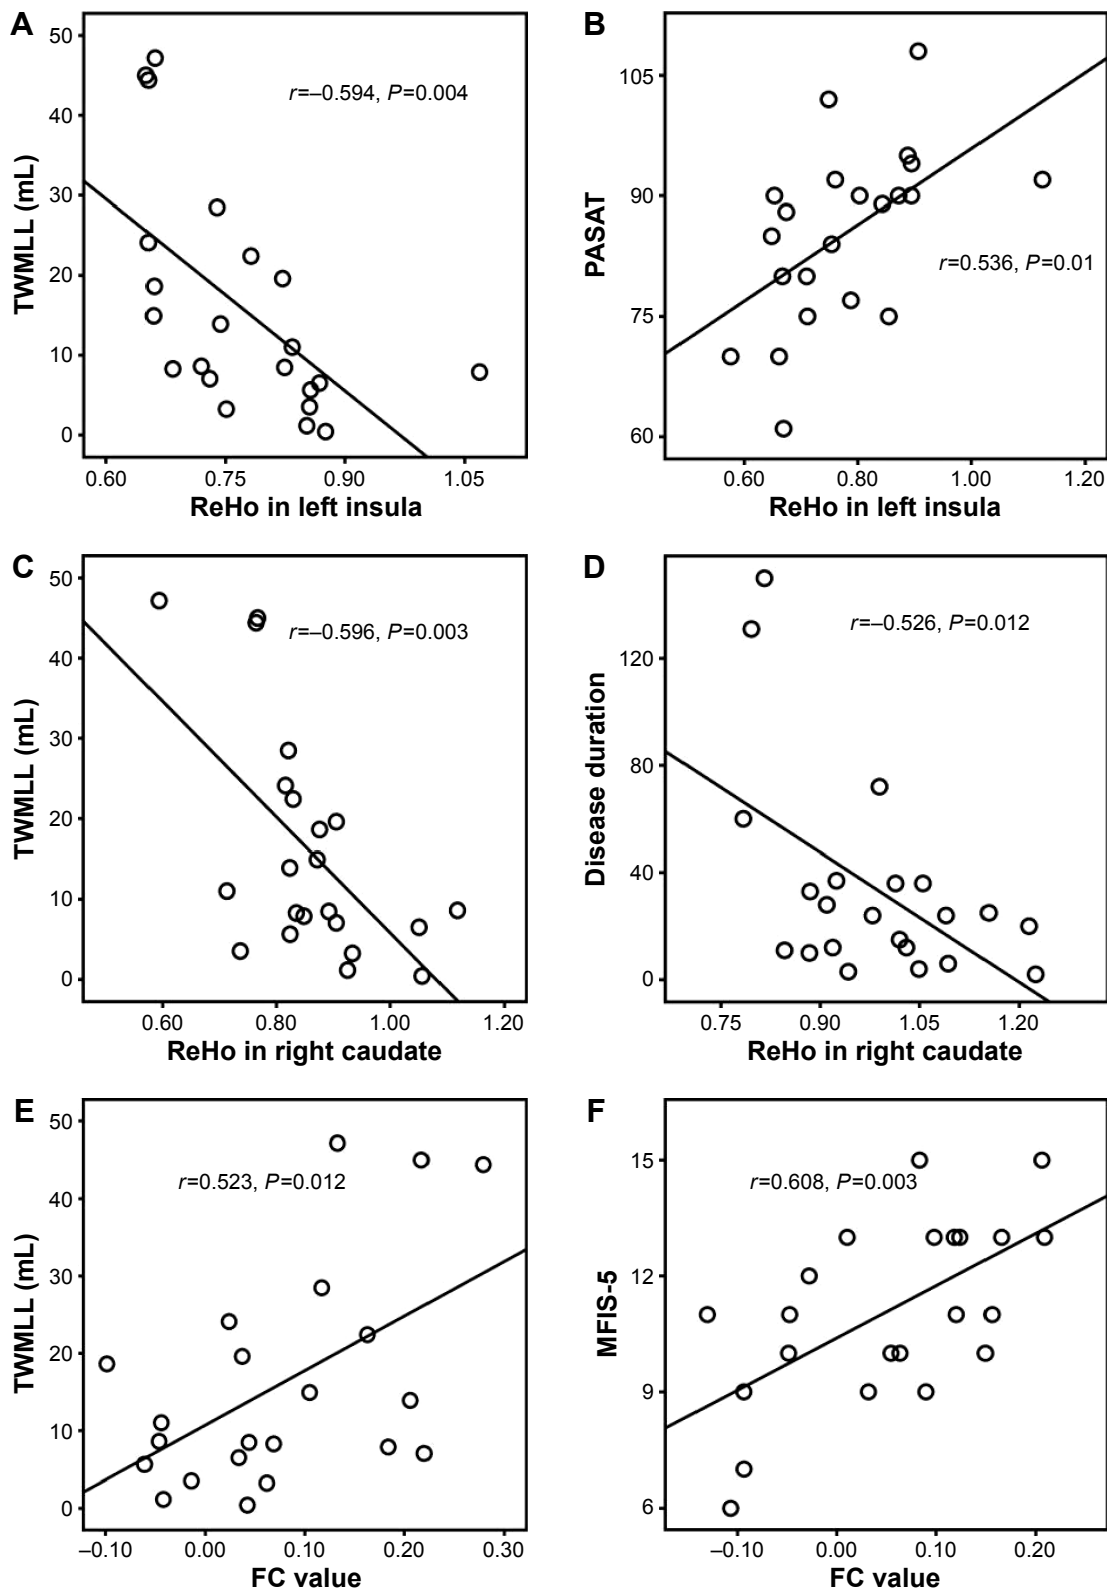 A
TWMLL (mL)
50
40
30
20
10
0
r=–0.594, P=0.004
0.60 0.75 0.90 1.05
ReHo in left insula
B
PASAT
105
90
75
60
r=0.536, P=0.01
0.60 0.80 1.00 1.20
ReHo in left insula
C
TWMLL (mL)
50
40
30
20
10
0
r=–0.596, P=0.003
0.60 0.80 1.00 1.20
ReHo in right caudate
D
Disease duration
120
80
40
0
r=–0.526, P=0.012
0.75 0.90 1.05 1.20
ReHo in right caudate
E
TWMLL (mL)
50
40
30
20
10
0
r=0.523, P=0.012
–0.10 0.00 0.10 0.20 0.30
FC value
F
MFIS-5
15
12
9
6
r=0.608, P=0.003
–0.10 0.00 0.10 0.20
FC value